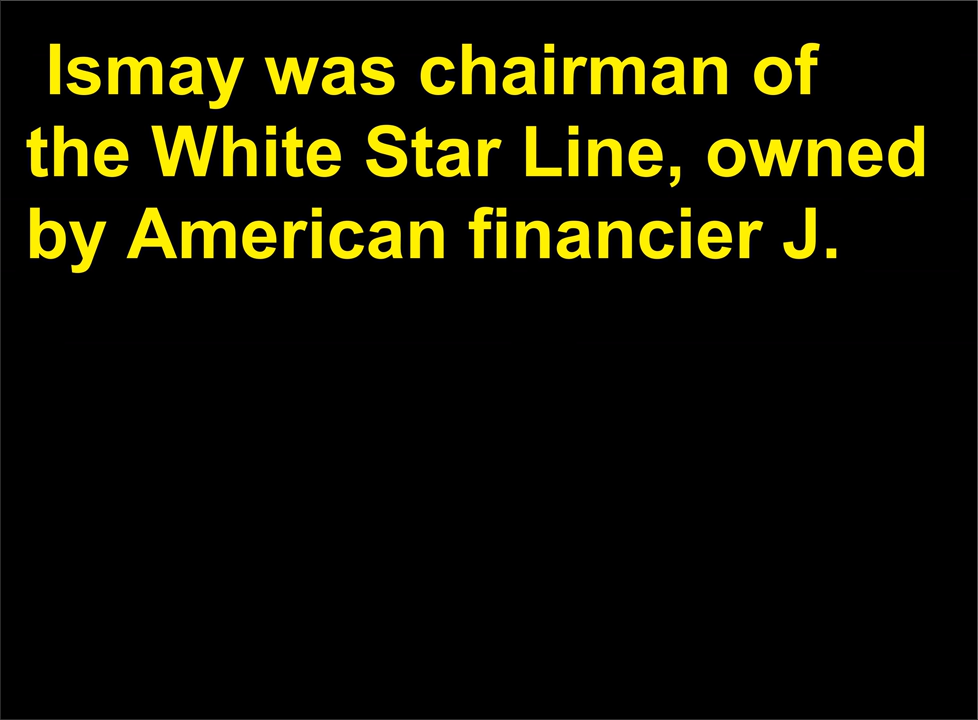 Ismay was chairman of
the White Star Line, owned
by American financier J.